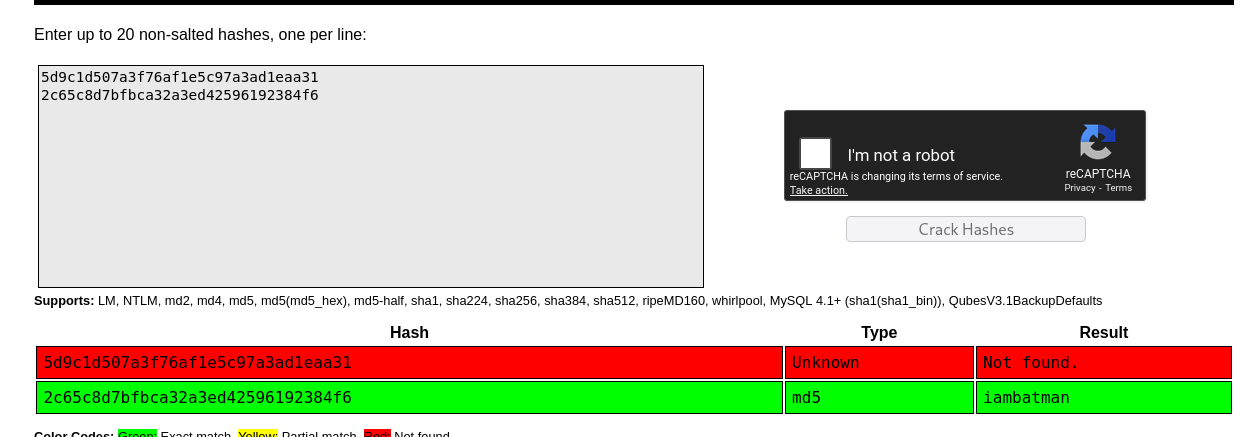 Enter up to 20 non-salted hashes, one per line:
5d9c1d507a3f76af1e5c97a3ad1eaa31
2c65c8d7bfbca32a3ed42596192384f6
I'm not a robot
reCAPTCHA is changing its terms of service.
Take action.
reCAPTCHA
Privacy - Terms
Crack Hashes
Supports: LM, NTLM, md2, md4, md5, md5(md5_hex), md5-half, sha1, sha224, sha256, sha384, sha512, ripeMD160, whirlpool, MySQL 4.1+ (sha1(sha1_bin)), QubesV3.1BackupDefaults
Hash Type Result
5d9c1d507a3f76af1e5c97a3ad1eaa31 Unknown Not found.
2c65c8d7bfbca32a3ed42596192384f6 md5 iambatman
Color Codes: Green: Exact match, Yellow: Partial match, Red: Not found.